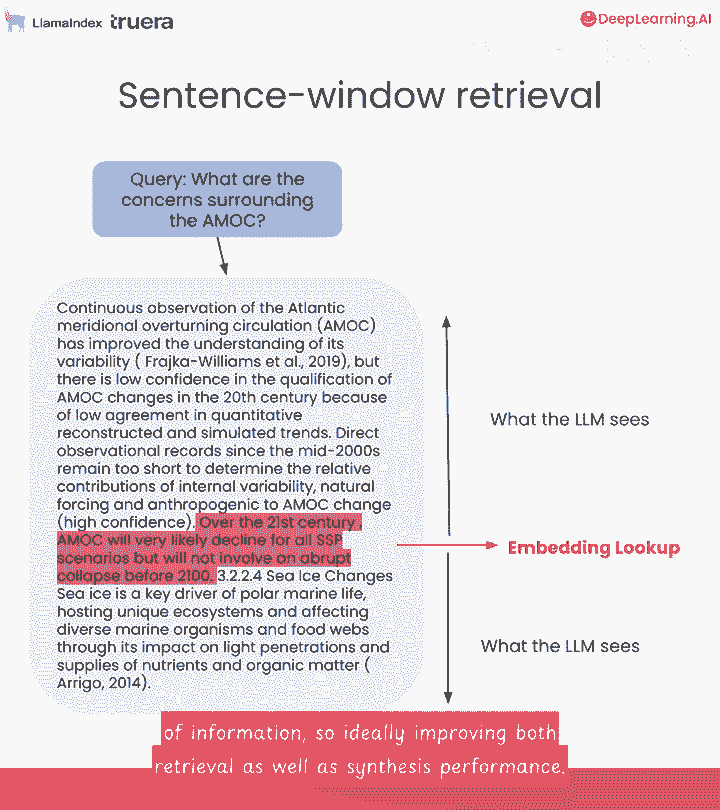 LlamaIndex truera
DeepLearning.AI
Sentence-window retrieval
Query: What are the
concerns surrounding
the AMOC?
Continuous observation of the Atlantic
meridional overturning circulation (AMOC)
has improved the understanding of its
variability ( Frajka-Williams et al., 2019), but
there is low confidence in the qualification of
AMOC changes in the 20th century because
of low agreement in quantitative
reconstructed and simulated trends. Direct
observational records since the mid-2000s
remain too short to determine the relative
contributions of internal variability, natural
forcing and anthropogenic to AMOC change
(high confidence). Over the 21st century ,
AMOC will very likely decline for all SSP
scenarios but will not involve an abrupt
collapse before 2100. 3.2.2.4 Sea Ice Changes
Sea ice is a key driver of polar marine life,
hosting unique ecosystems and affecting
diverse marine organisms and food webs
through its impact on light penetrations and
supplies of nutrients and organic matter (
Arrigo, 2014).
What the LLM sees
Embedding Lookup
What the LLM sees
of information, so ideally improving both
retrieval as well as synthesis performance.